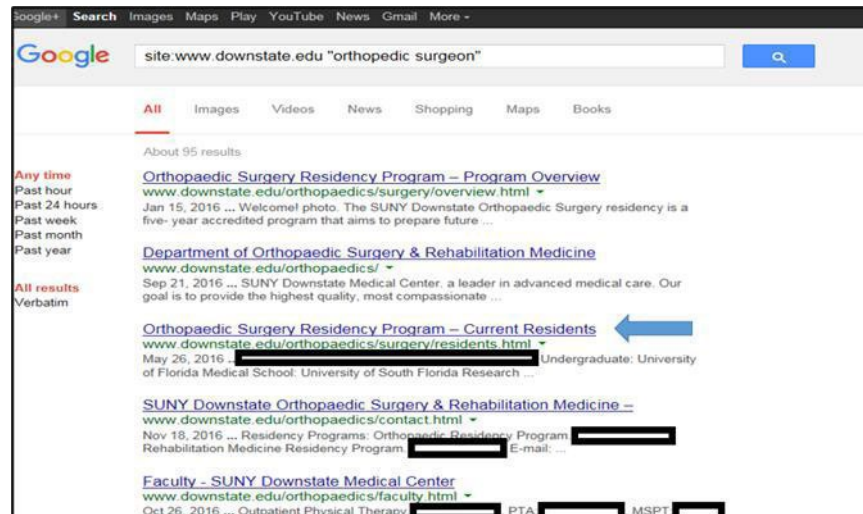 Google+ Search Images Maps Play YouTube News Gmail More
Google site:www.downstate.edu "orthopedic surgeon"
All Images Videos News Shopping Maps Books
About 95 results
Any time
Past hour
Past 24 hours
Past week
Past month
Past year
All results
Verbatim
Orthopaedic Surgery Residency Program – Program Overview
www.downstate.edu/orthopaedics/surgery/overview.html
Jan 15, 2016 ... Welcome! photo. The SUNY Downstate Orthopaedic Surgery residency is a
five- year accredited program that aims to prepare future ...
Department of Orthopaedic Surgery & Rehabilitation Medicine
www.downstate.edu/orthopaedics/
Sep 21, 2016 ... SUNY Downstate Medical Center. a leader in advanced medical care. Our
goal is to provide the highest quality, most compassionate ...
Orthopaedic Surgery Residency Program – Current Residents
www.downstate.edu/orthopaedics/surgery/residents.html
May 26, 2016 .. Undergraduate: University
of Florida Medical School: University of South Florida Research ...
SUNY Downstate Orthopaedic Surgery & Rehabilitation Medicine –
www.downstate.edu/orthopaedics/contact.html
Nov 18, 2016 ... Residency Programs: Orthopaedic Residency Program.
Rehabilitation Medicine Residency Program. E-mail: ...
Faculty - SUNY Downstate Medical Center
www.downstate.edu/orthopaedics/faculty.html
Oct 26, 2016 ... Outpatient Physical Therapy PTA MSPT